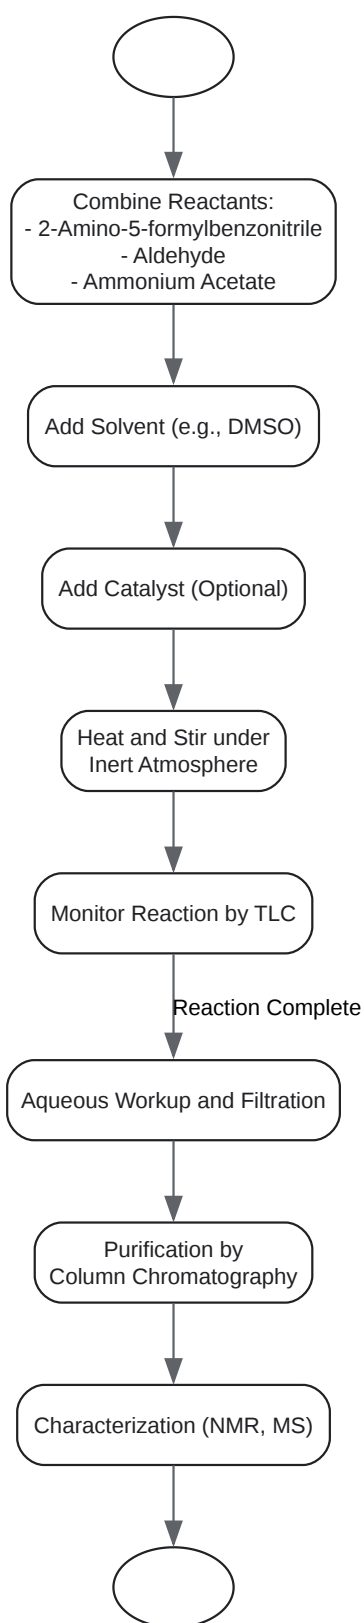 Combine Reactants:
- 2-Amino-5-formylbenzonitrile
- Aldehyde
- Ammonium Acetate
Add Solvent (e.g., DMSO)
Add Catalyst (Optional)
Heat and Stir under
Inert Atmosphere
Monitor Reaction by TLC
Reaction Complete
Aqueous Workup and Filtration
Purification by
Column Chromatography
Characterization (NMR, MS)